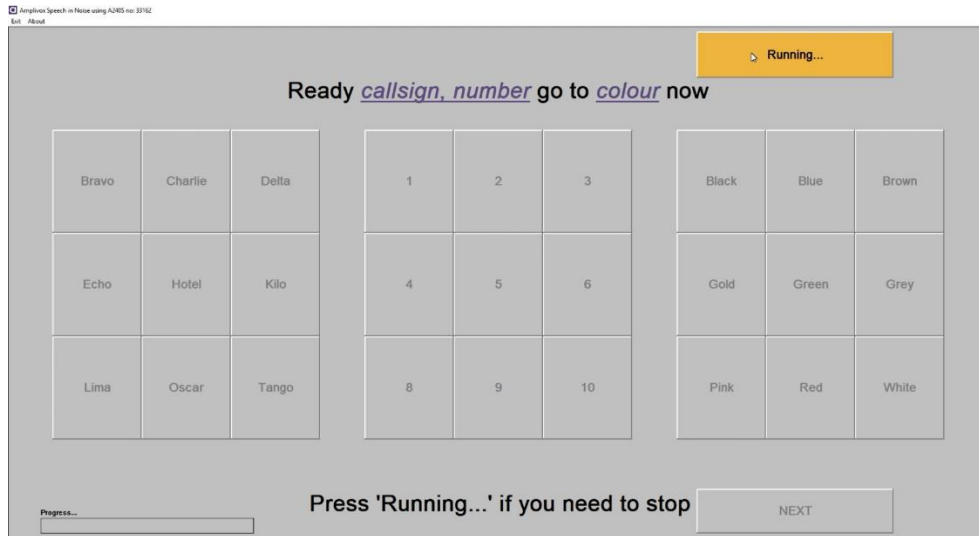 Amplivox Speech in Noise using A240S no: 33162
Exit About
Running...
Ready callsign, number go to colour now
Bravo Charlie Delta 1 2 3 Black Blue Brown
Echo Hotel Kilo 4 5 6 Gold Green Grey
Lima Oscar Tango 8 9 10 Pink Red White
Press 'Running...' if you need to stop NEXT
Progress...